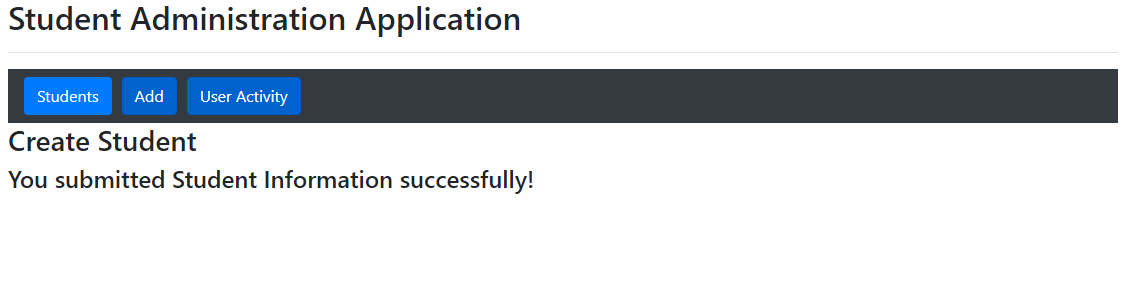 Student Administration Application
Students Add User Activity
Create Student
You submitted Student Information successfully!